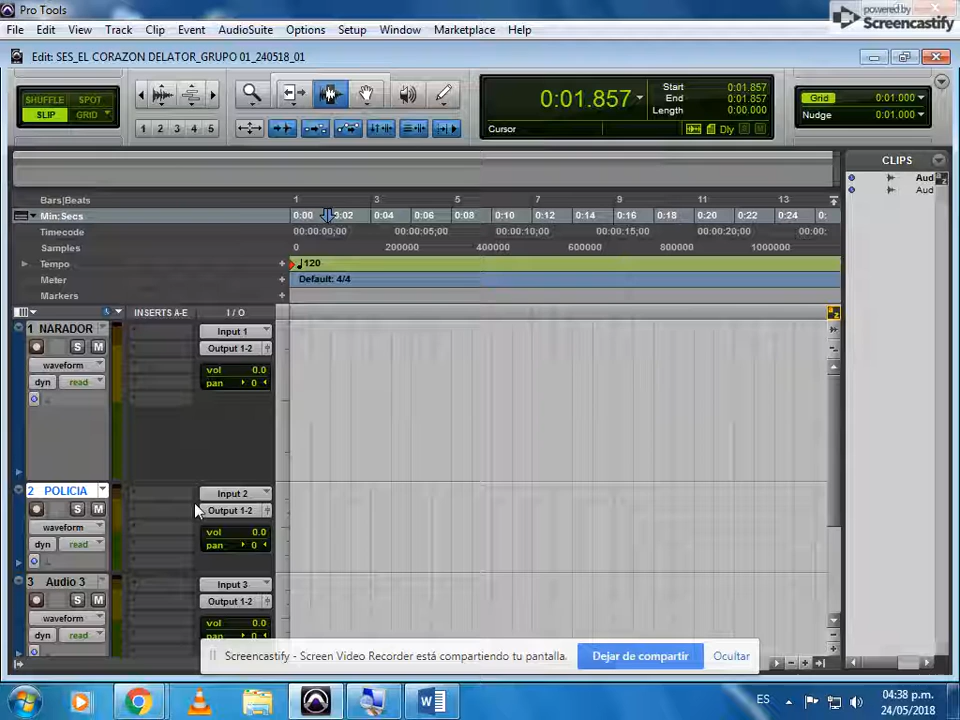 Pro Tools
powered by
Screencastify
File Edit View Track Clip Event AudioSuite Options Setup Window Marketplace Help
Edit: SES_EL CORAZON DELATOR_GRUPO 01_240518_01
SHUFFLE SPOT
SLIP GRID
1 2 3 4 5
0:01.857
Start 0:01.857
End 0:01.857
Length 0:00.000
Cursor
Dly
Grid 0:01.000
Nudge 0:01.000
CLIPS
Aud
Aud
Bars|Beats 1 3 5 7 9 11 13
Min:Secs 0:00 0:02 0:04 0:06 0:08 0:10 0:12 0:14 0:16 0:18 0:20 0:22 0:24 0:
Timecode 00:00:00;00 00:00:05;00 00:00:10;00 00:00:15;00 00:00:20;00 00:00:
Samples 0 200000 400000 600000 800000 1000000
Tempo + 120
Meter + Default: 4/4
Markers +
INSERTS A-E I / O
1 NARADOR Input 1
S M Output 1-2
waveform vol 0.0
dyn read pan 0
2 POLICIA Input 2
S M Output 1-2
waveform vol 0.0
dyn read pan 0
3 Audio 3 Input 3
S M Output 1-2
waveform vol 0.0
dyn read
Screencastify - Screen Video Recorder está compartiendo tu pantalla. Dejar de compartir Ocultar
ES 04:38 p.m.
24/05/2018